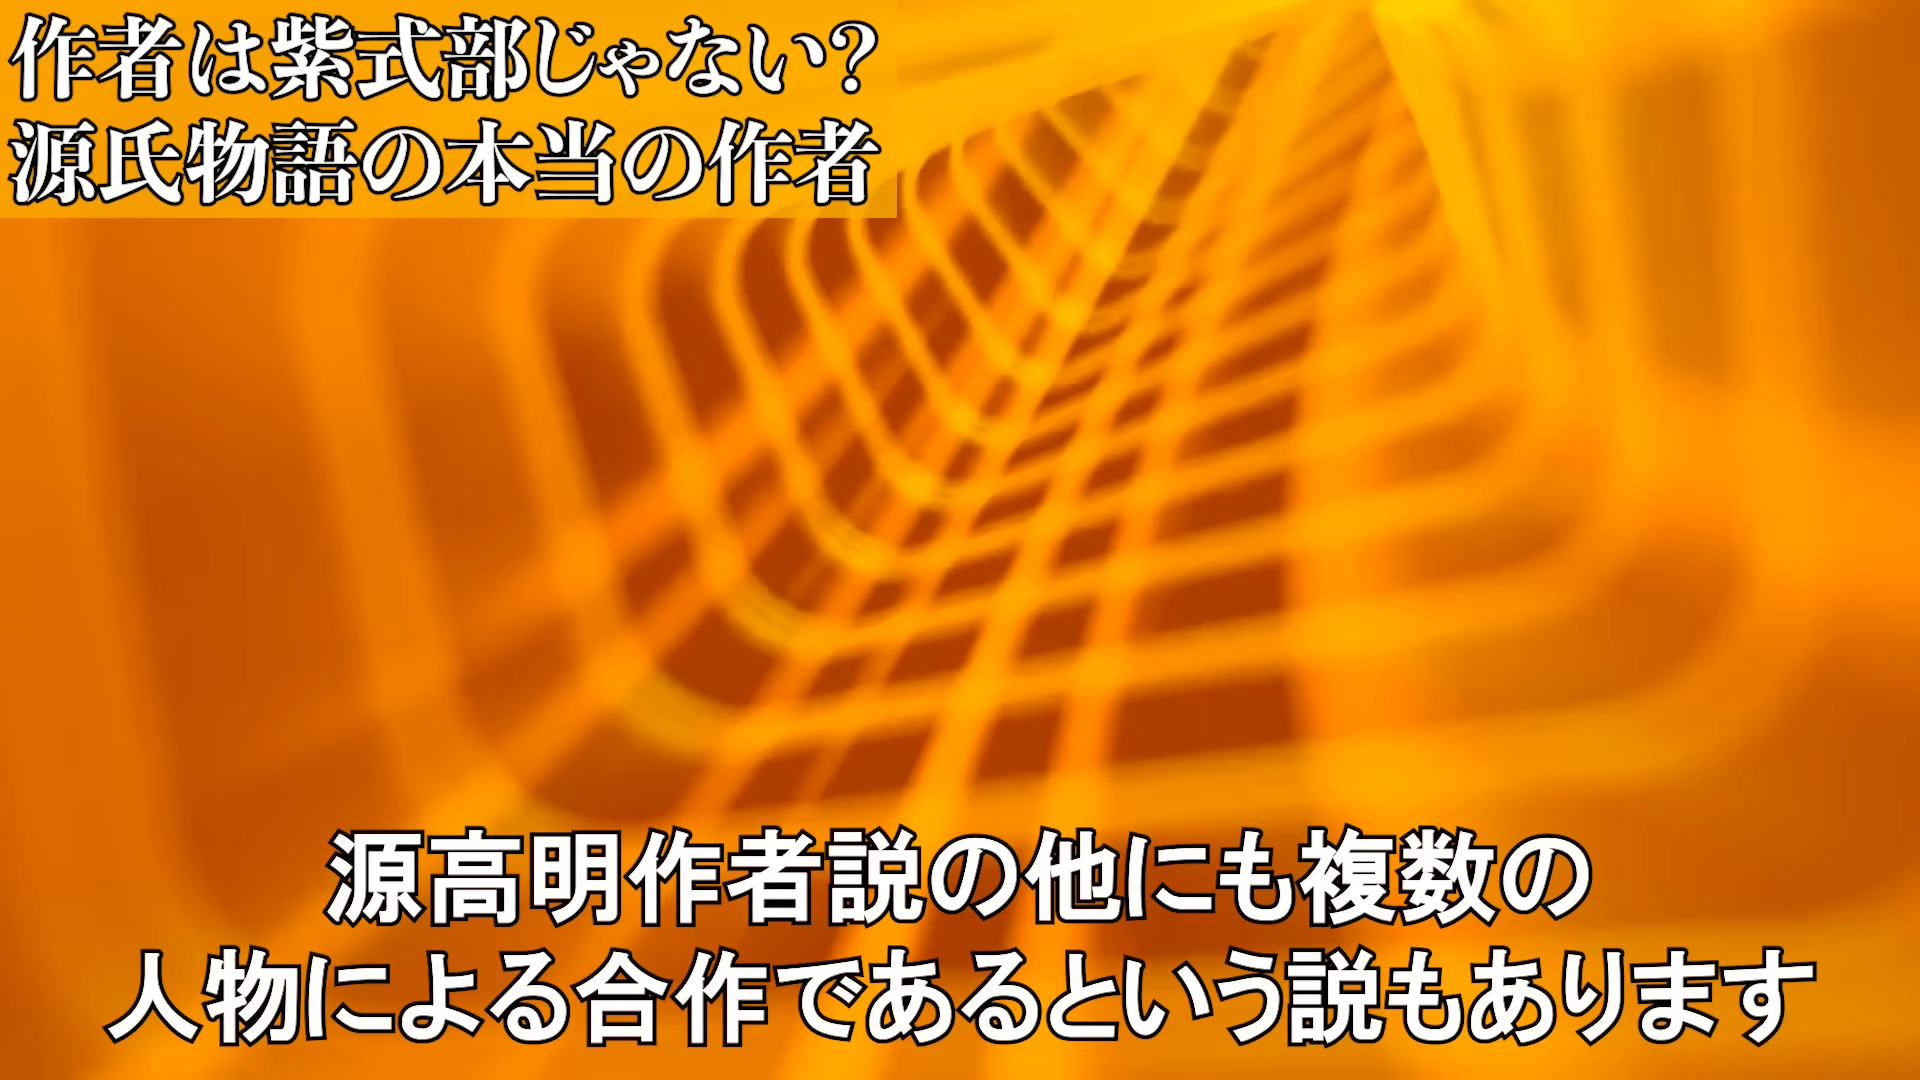 作者は紫式部じゃない?
源氏物語の本当の作者
源高明作者説の他にも複数の
人物による合作であるという説もあります